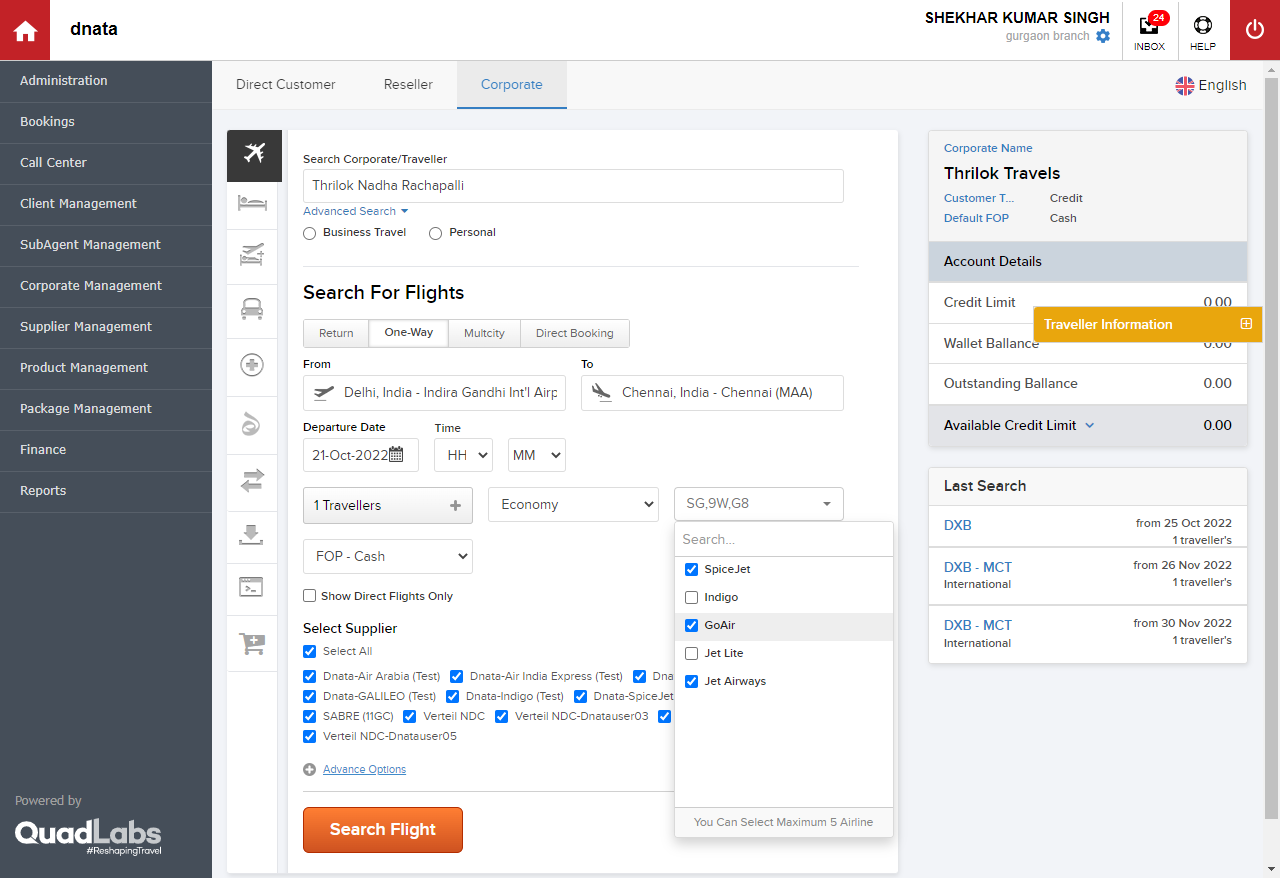 dnata
SHEKHAR KUMAR SINGH
gurgaon branch
24
INBOX
HELP
Administration
Bookings
Call Center
Client Management
SubAgent Management
Corporate Management
Supplier Management
Product Management
Package Management
Finance
Reports
Powered by
QuadLabs
#ReshapingTravel
Direct Customer
Reseller
Corporate
English
Search Corporate/Traveller
Thrilok Nadha Rachapalli
Advanced Search
Business Travel
Personal
Search For Flights
Return
One-Way
Multcity
Direct Booking
From
To
Delhi, India - Indira Gandhi Int'l Airp
Chennai, India - Chennai (MAA)
Departure Date
Time
21-Oct-2022
HH
MM
1 Travellers
Economy
SG,9W,G8
FOP - Cash
Search...
SpiceJet
Indigo
GoAir
Jet Lite
Jet Airways
You Can Select Maximum 5 Airline
Show Direct Flights Only
Select Supplier
Select All
Dnata-Air Arabia (Test) Dnata-Air India Express (Test) Dna
Dnata-GALILEO (Test) Dnata-Indigo (Test) Dnata-SpiceJet
SABRE (11GC) Verteil NDC Verteil NDC-Dnatauser03
Verteil NDC-Dnatauser05
Advance Options
Search Flight
Corporate Name
Thrilok Travels
Customer T... Credit
Default FOP Cash
Account Details
Credit Limit 0.00
Traveller Information
Wallet Ballance 0.00
Outstanding Ballance 0.00
Available Credit Limit 0.00
Last Search
DXB from 25 Oct 2022
1 traveller's
DXB - MCT from 26 Nov 2022
International 1 traveller's
DXB - MCT from 30 Nov 2022
International 1 traveller's